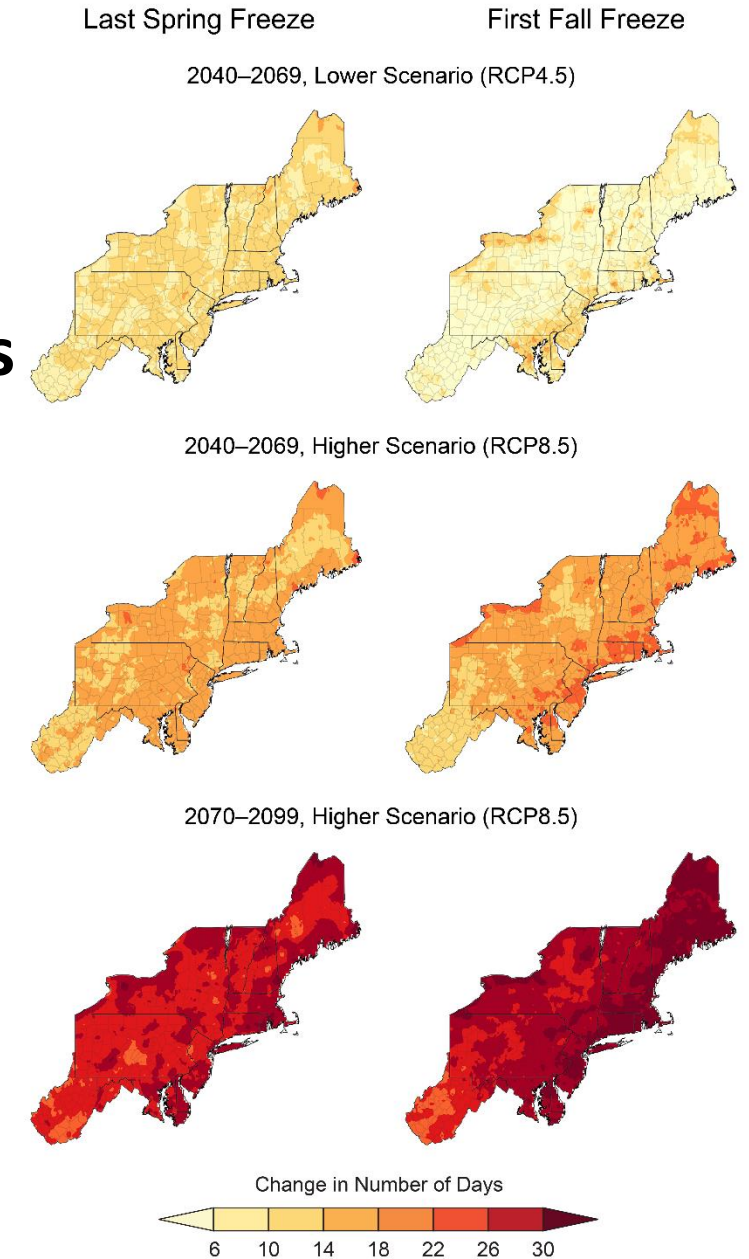 Last Spring Freeze First Fall Freeze
2040–2069, Lower Scenario (RCP4.5)
s
2040–2069, Higher Scenario (RCP8.5)
2070–2099, Higher Scenario (RCP8.5)
Change in Number of Days
6 10 14 18 22 26 30